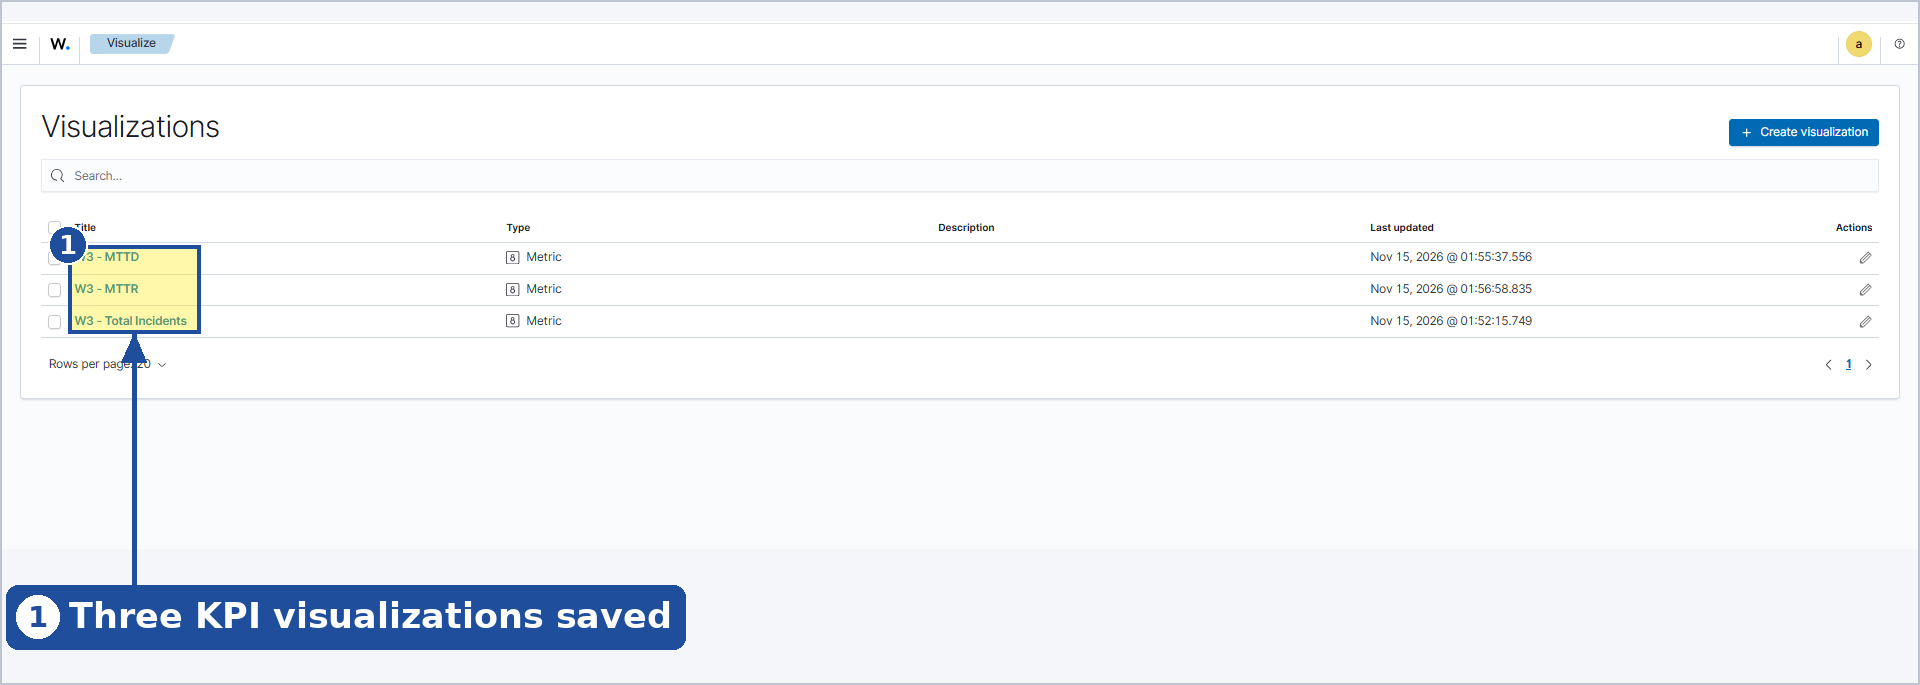 W. Visualize a
Visualizations
Create visualization
Search...
Title Type Description Last updated Actions
1
W3 - MTTD Metric Nov 15, 2026 @ 01:55:37.556
W3 - MTTR Metric Nov 15, 2026 @ 01:56:58.835
W3 - Total Incidents Metric Nov 15, 2026 @ 01:52:15.749
Rows per page: 20 1
1 Three KPI visualizations saved